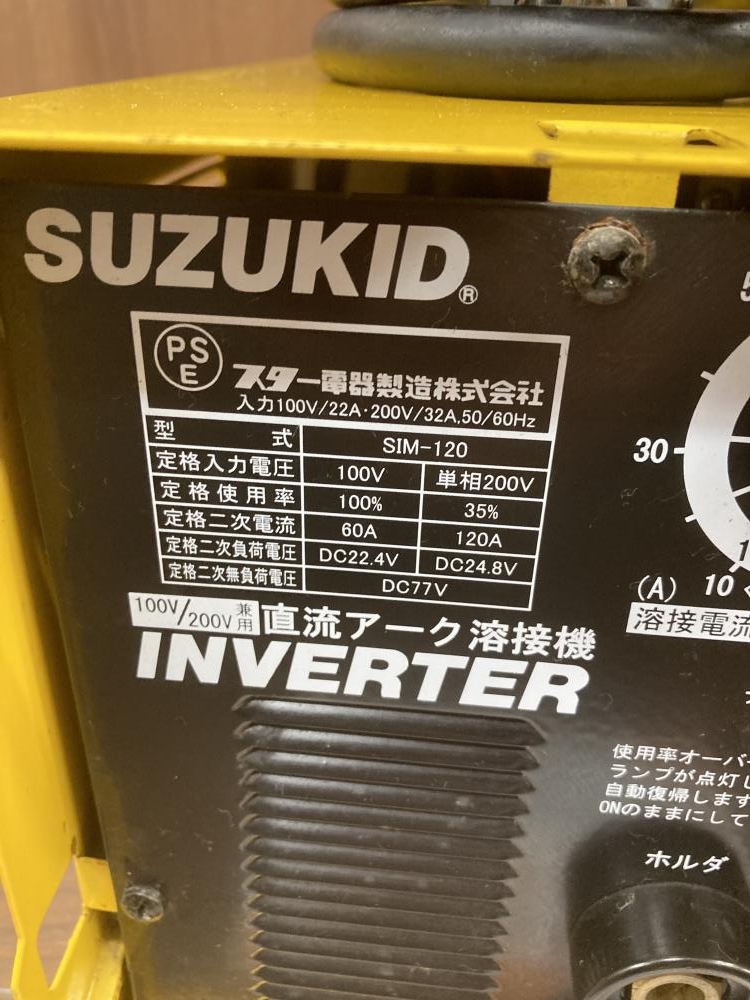 SUZUKID®
PSE
スター電器製造株式会社
入力100V/22A・200V/32A,50/60Hz
型式 SIM-120
定格入力電圧 100V 単相200V
定格使用率 100% 35%
定格二次電流 60A 120A
定格二次負荷電圧 DC22.4V DC24.8V
定格二次無負荷電圧 DC77V
100V/200V兼用 直流アーク溶接機
INVERTER
30
(A) 10
溶接電流
使用率オーバー
ランプが点灯し
自動復帰します
ONのままにして
ホルダ